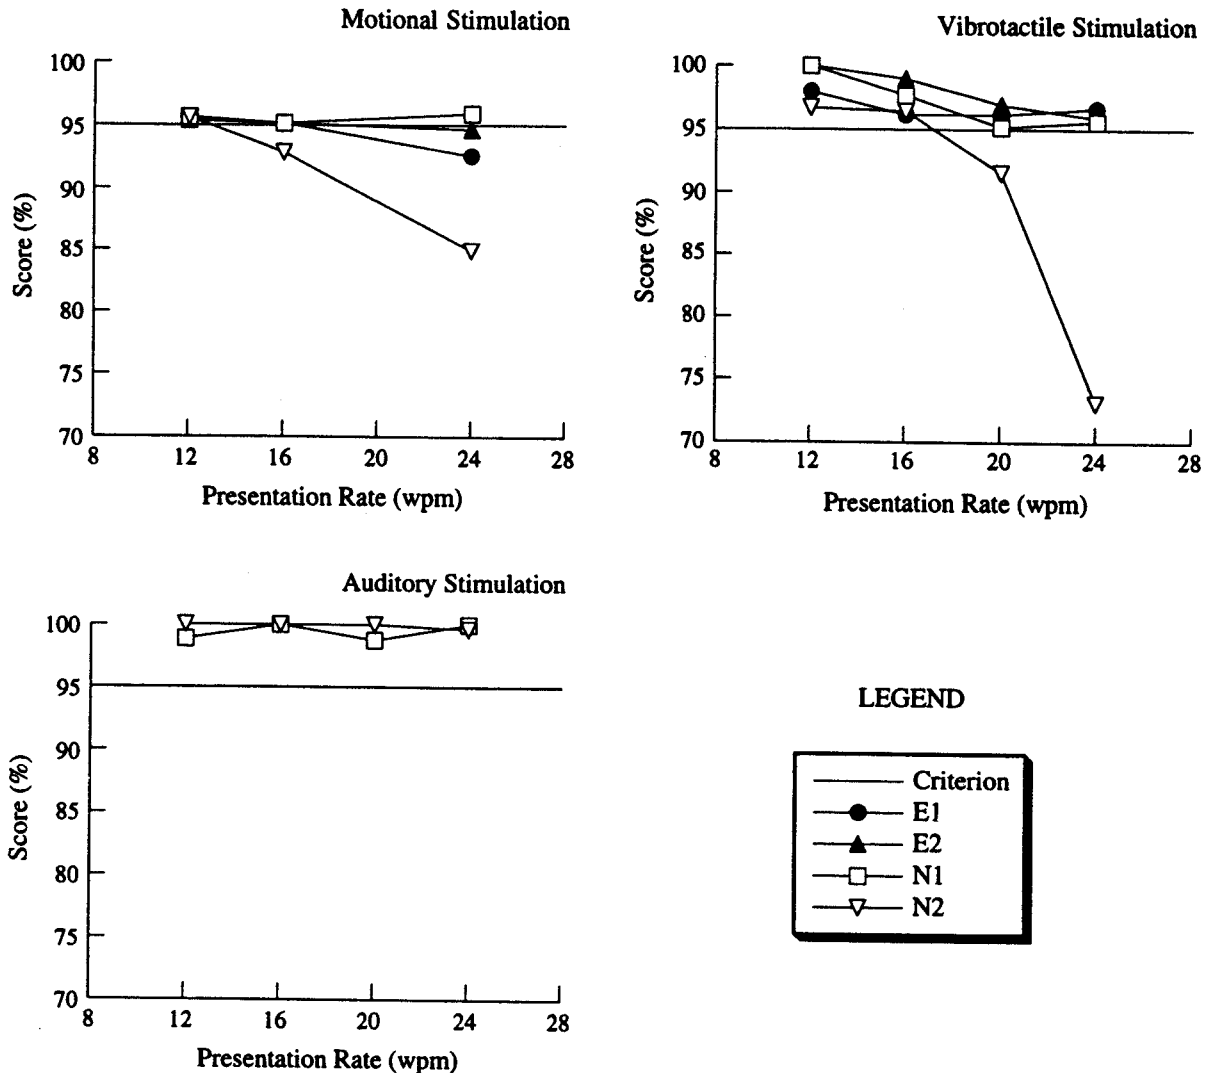 Motional Stimulation
100
95
90
85
80
75
70
Score (%)
8 12 16 20 24 28
Presentation Rate (wpm)
Vibrotactile Stimulation
100
95
90
85
80
75
70
Score (%)
8 12 16 20 24 28
Presentation Rate (wpm)
Auditory Stimulation
100
95
90
85
80
75
70
Score (%)
8 12 16 20 24 28
Presentation Rate (wpm)
LEGEND
Criterion
E1
E2
N1
N2